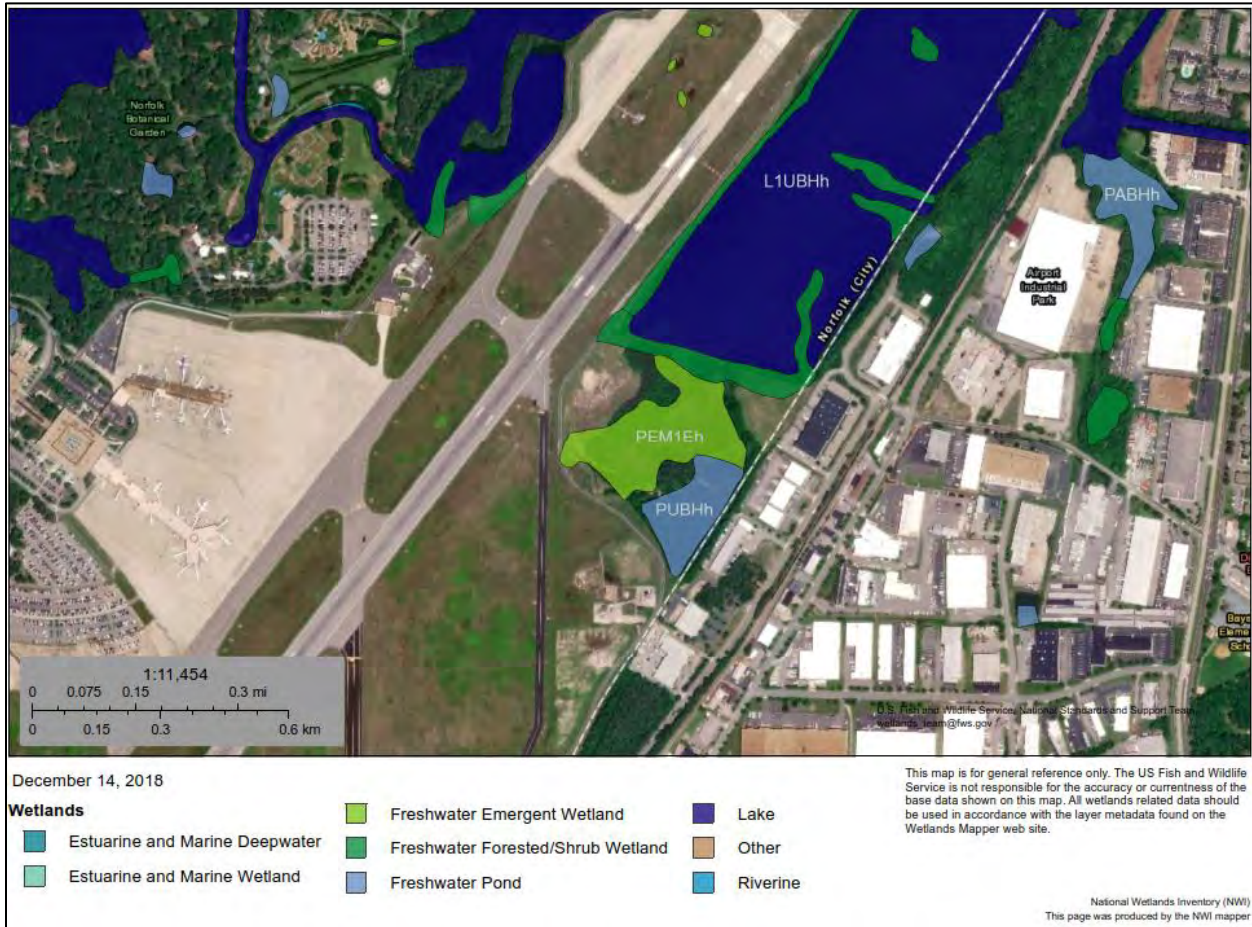 Norfolk
Botanical
Garden
L1UBHh
PABHh
Airport
Industrial
Park
Norfolk (City)
PEM1Eh
PUBHh
Bays
Eleme
Sch
1:11,454
0 0.075 0.15 0.3 mi
0 0.15 0.3 0.6 km
U.S. Fish and Wildlife Service, National Standards and Support Team,
wetlands_team@fws.gov
December 14, 2018
This map is for general reference only. The US Fish and Wildlife
Service is not responsible for the accuracy or currentness of the
base data shown on this map. All wetlands related data should
be used in accordance with the layer metadata found on the
Wetlands Mapper web site.
Wetlands
Estuarine and Marine Deepwater
Estuarine and Marine Wetland
Freshwater Emergent Wetland
Freshwater Forested/Shrub Wetland
Freshwater Pond
Lake
Other
Riverine
National Wetlands Inventory (NWI)
This page was produced by the NWI mapper